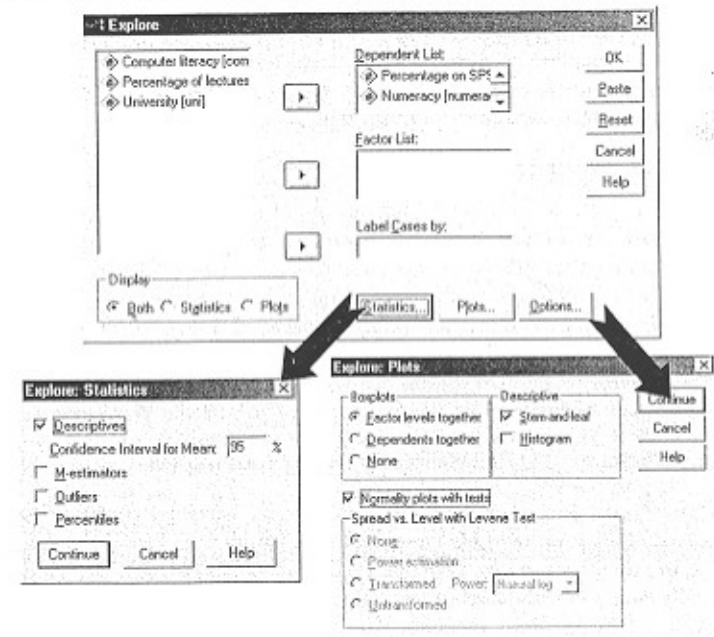 Explore
Computer literacy [com
Percentage of lectures
University [uni]
Dependent List:
Percentage on SPS
Numeracy [numera
Factor List:
Label Cases by:
OK
Paste
Reset
Cancel
Help
Display
Both Statistics Plots
Statistics... Plots... Options...
Explore: Statistics
Descriptives
Confidence Interval for Mean: 95 %
M-estimators
Outliers
Percentiles
Continue Cancel Help
Explore: Plots
Boxplots
Factor levels together
Dependents together
None
Descriptive
Stem-and-leaf
Histogram
Continue
Cancel
Help
Normality plots with tests
Spread vs. Level with Levene Test
None
Power estimation
Transformed Power: Natural log
Untransformed